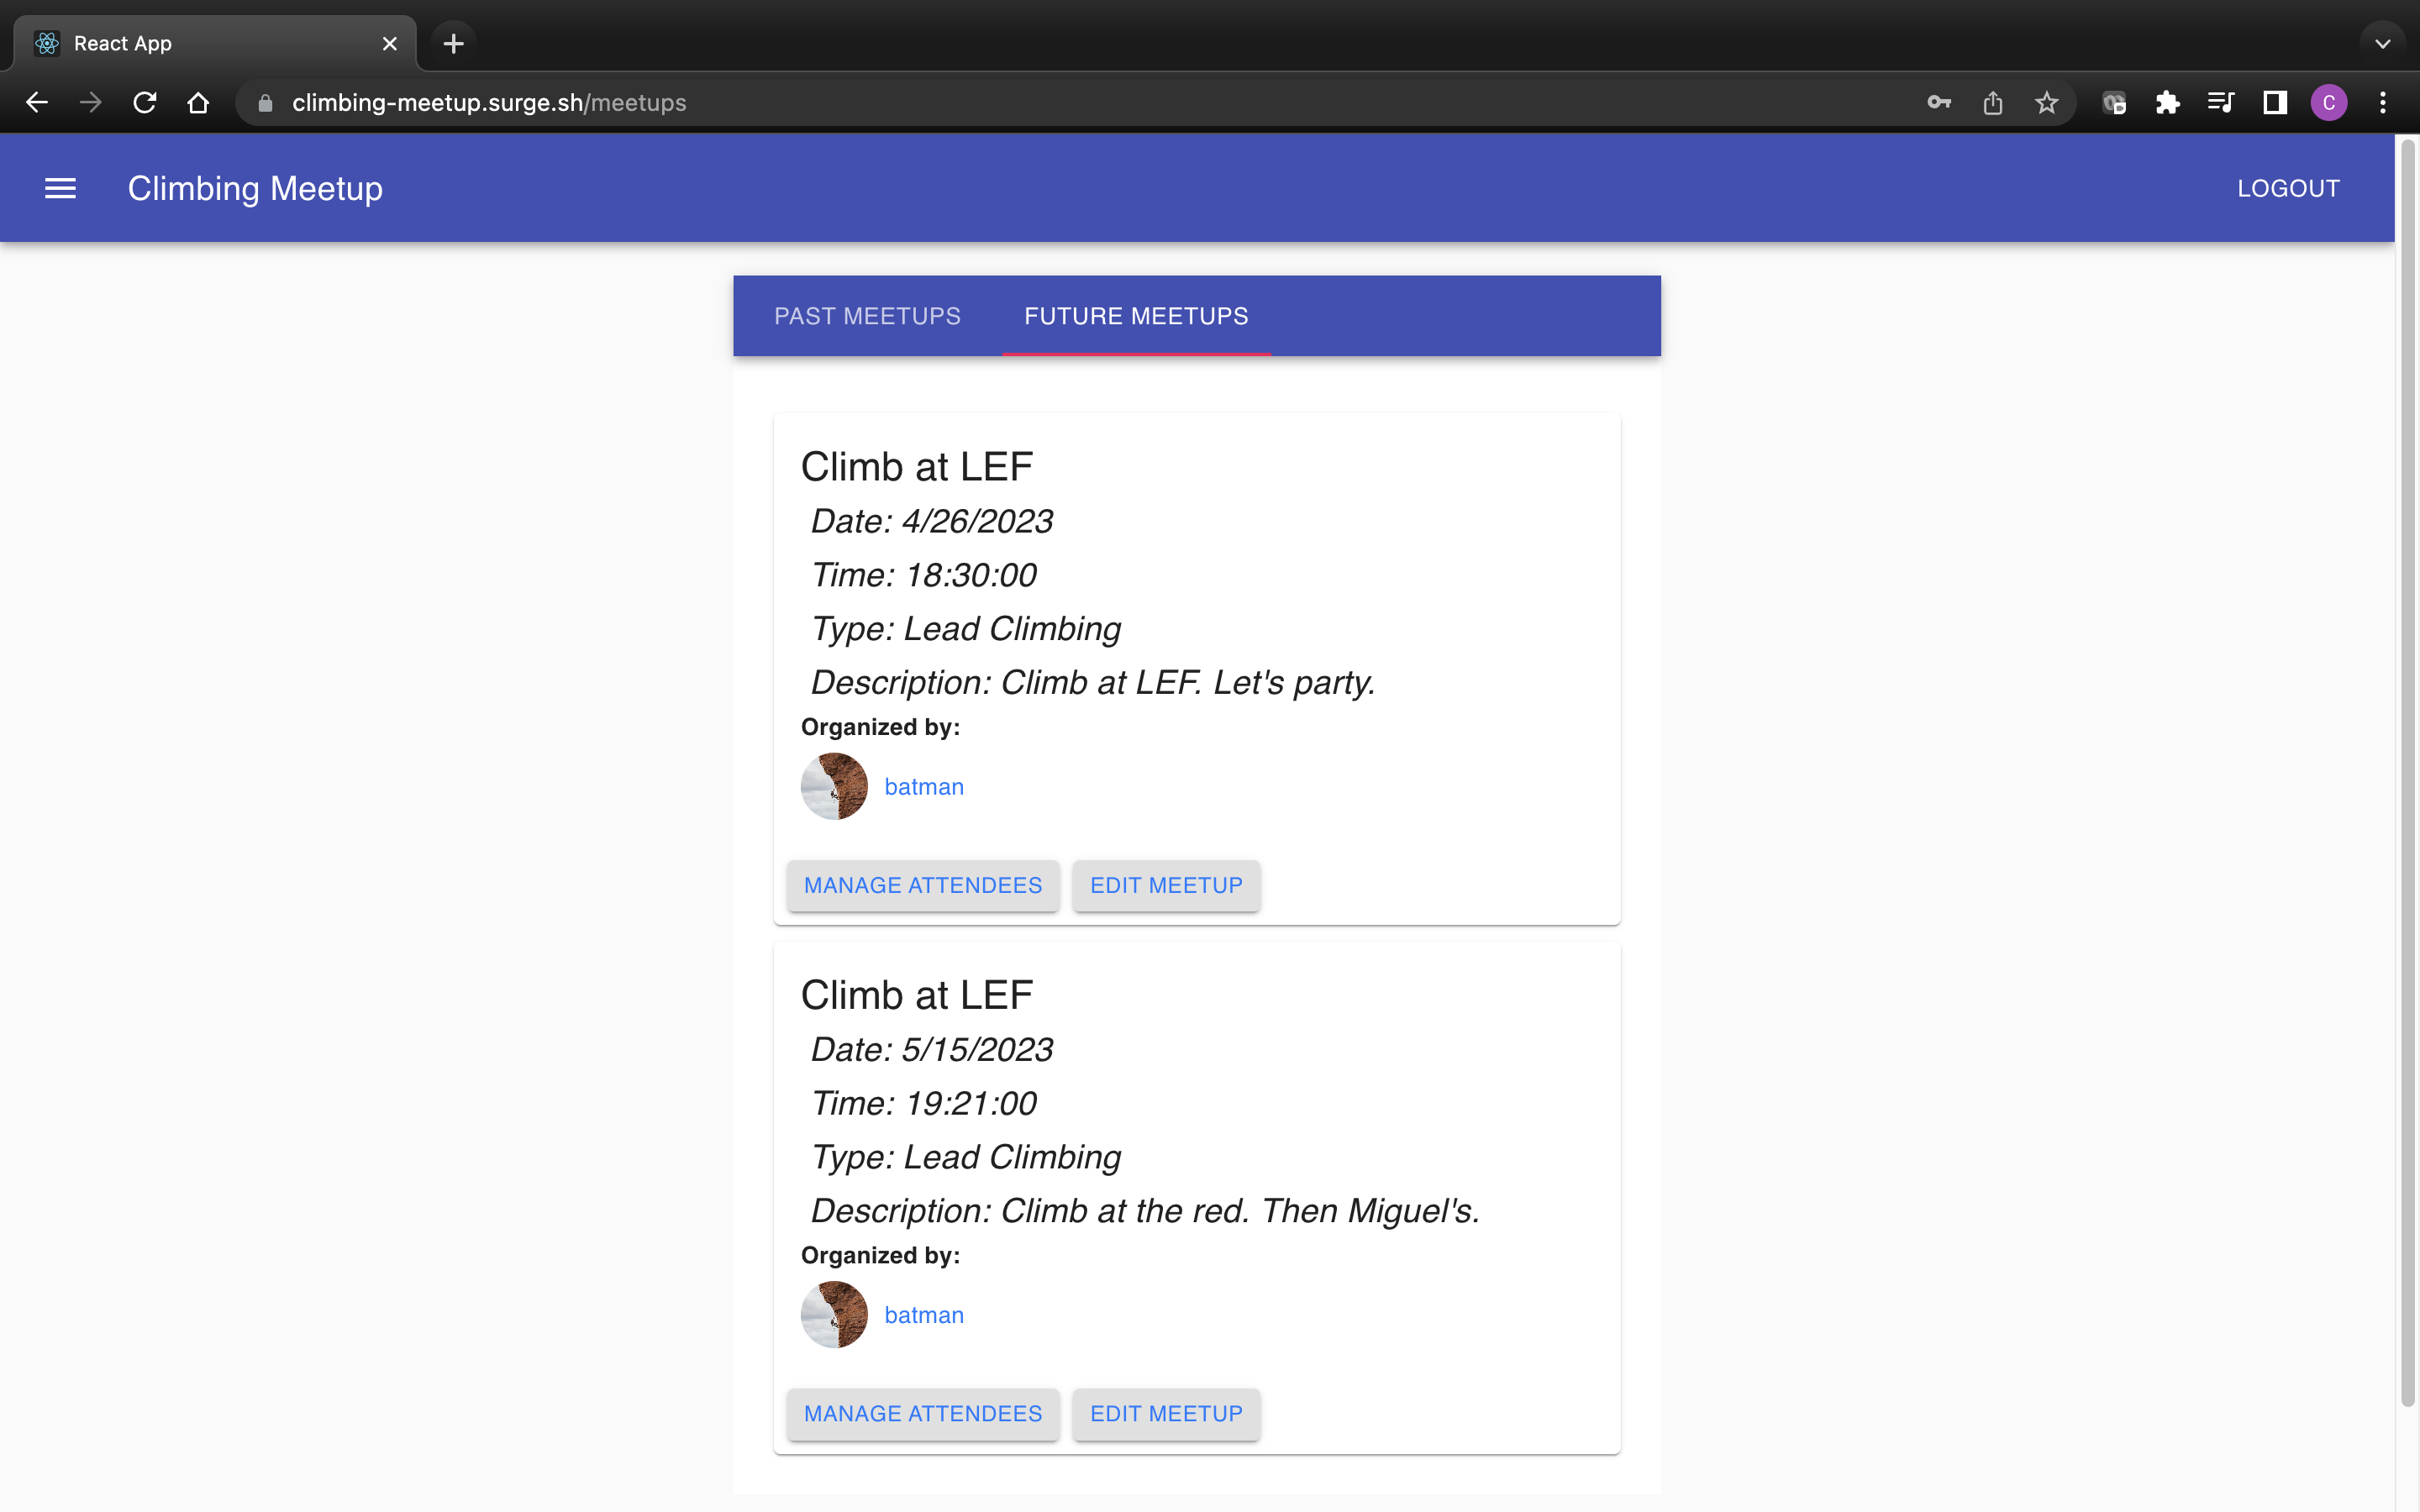 React App
climbing-meetup.surge.sh/meetups
C
Climbing Meetup
LOGOUT
PAST MEETUPS
FUTURE MEETUPS
Climb at LEF
Date: 4/26/2023
Time: 18:30:00
Type: Lead Climbing
Description: Climb at LEF. Let's party.
Organized by:
batman
MANAGE ATTENDEES
EDIT MEETUP
Climb at LEF
Date: 5/15/2023
Time: 19:21:00
Type: Lead Climbing
Description: Climb at the red. Then Miguel's.
Organized by:
batman
MANAGE ATTENDEES
EDIT MEETUP